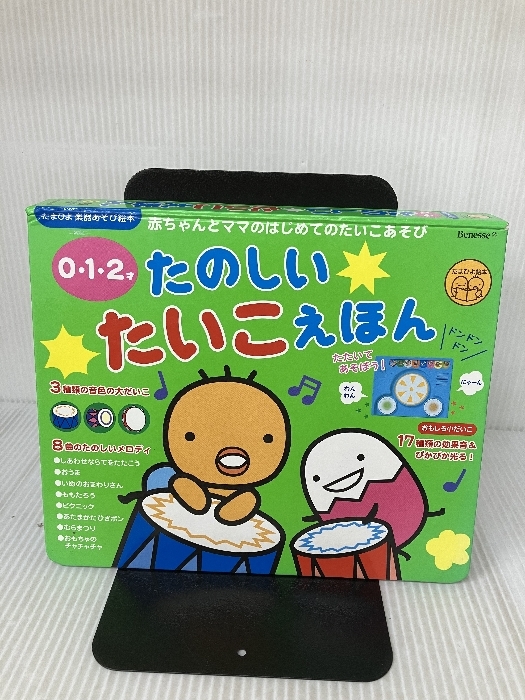 たまひよ 楽器あそび絵本
赤ちゃんとママのはじめてのたいこあそび
Benesse
0・1・2才
たのしい
たいこえほん
たまひよ絵本
ドンドン
ドン
たたいて
あそぼう！
わん
わん
にゃーん
3種類の音色の大だいこ
おもしろ小だいこ
17種類の効果音&
ぴかぴか光る！
8曲のたのしいメロディ
●しあわせならてをたたこう
●おうま
●いぬのおまわりさん
●ももたろう
●ピクニック
●あたまかたひざポン
●むらまつり
●おもちゃの
チャチャチャ